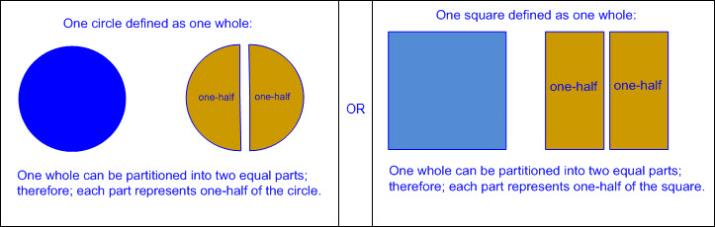 One circle defined as one whole:
one-half
one-half
One whole can be partitioned into two equal parts;
therefore; each part represents one-half of the circle.
OR
One square defined as one whole:
one-half
one-half
One whole can be partitioned into two equal parts;
therefore; each part represents one-half of the square.